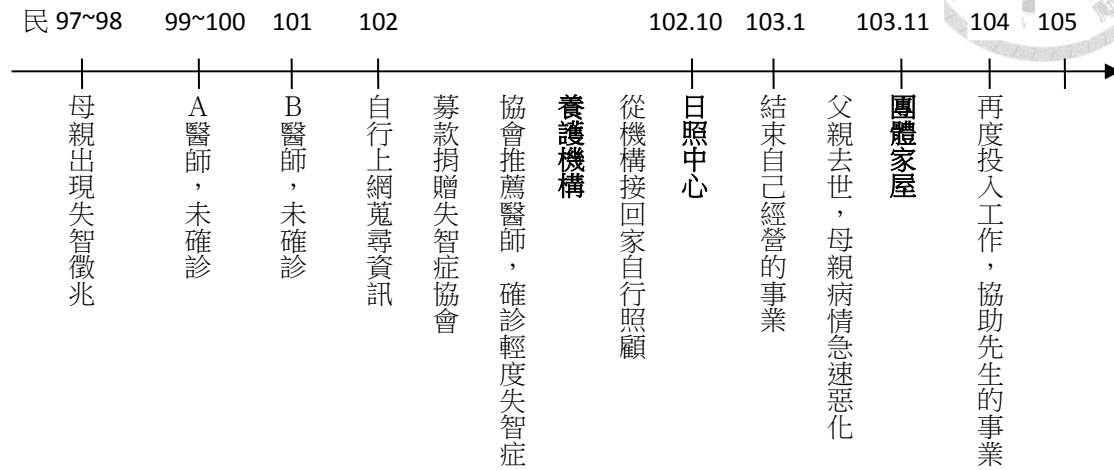 民 97~98 99~100 101 102 102.10 103.1 103.11 104 105
母親出現失智徵兆
A醫師，未確診
B醫師，未確診
自行上網蒐尋資訊
募款捐贈失智症協會
協會推薦醫師，確診輕度失智症
養護機構
從機構接回家自行照顧
日照中心
結束自己經營的事業
父親去世，母親病情急速惡化
團體家屋
再度投入工作，協助先生的事業